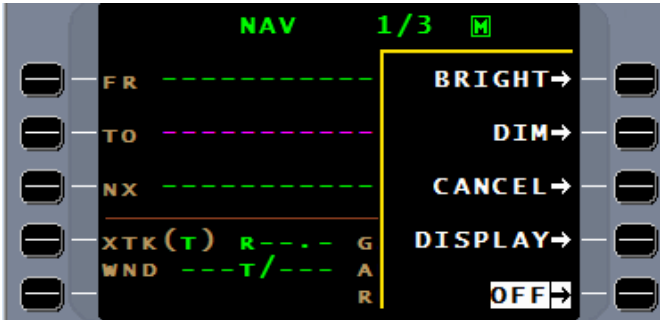 NAV 1/3 M
FR ----------- BRIGHT→
TO ----------- DIM→
NX ----------- CANCEL→
XTK(T) R--.- G DISPLAY→
WND ---T/--- A
R OFF→